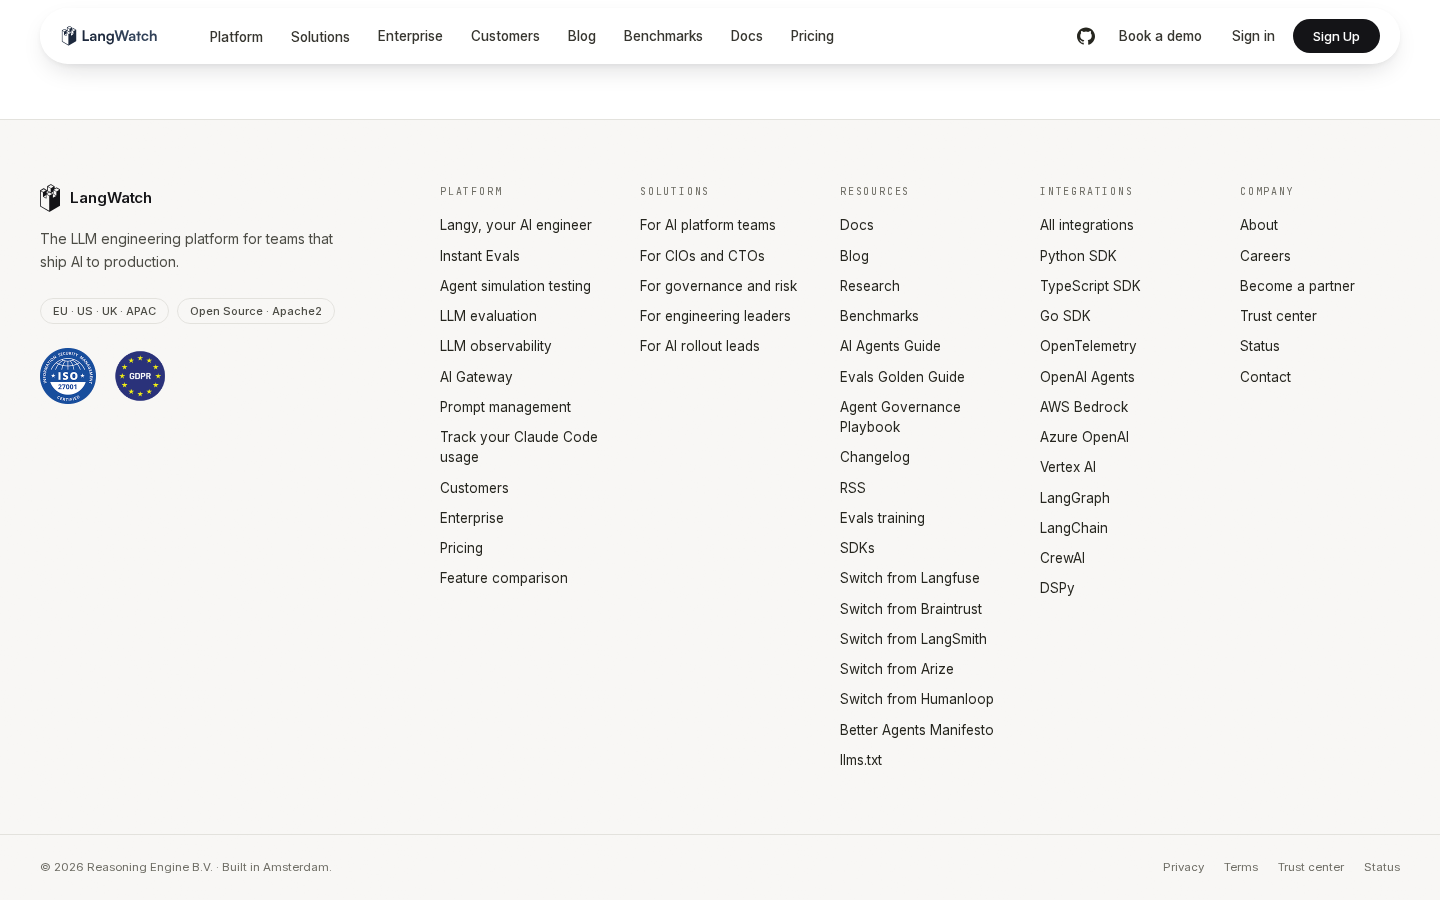 LangWatch
Platform
Solutions
Enterprise
Customers
Blog
Benchmarks
Docs
Pricing
Book a demo
Sign in
Sign Up
LangWatch
The LLM engineering platform for teams that
ship AI to production.
EU · US · UK · APAC
Open Source · Apache2
INFORMATION SECURITY MANAGEMENT
ISO
27001
CERTIFIED
GDPR
PLATFORM
Langy, your AI engineer
Instant Evals
Agent simulation testing
LLM evaluation
LLM observability
AI Gateway
Prompt management
Track your Claude Code
usage
Customers
Enterprise
Pricing
Feature comparison
SOLUTIONS
For AI platform teams
For CIOs and CTOs
For governance and risk
For engineering leaders
For AI rollout leads
RESOURCES
Docs
Blog
Research
Benchmarks
AI Agents Guide
Evals Golden Guide
Agent Governance
Playbook
Changelog
RSS
Evals training
SDKs
Switch from Langfuse
Switch from Braintrust
Switch from LangSmith
Switch from Arize
Switch from Humanloop
Better Agents Manifesto
llms.txt
INTEGRATIONS
All integrations
Python SDK
TypeScript SDK
Go SDK
OpenTelemetry
OpenAI Agents
AWS Bedrock
Azure OpenAI
Vertex AI
LangGraph
LangChain
CrewAI
DSPy
COMPANY
About
Careers
Become a partner
Trust center
Status
Contact
© 2026 Reasoning Engine B.V. · Built in Amsterdam.
Privacy
Terms
Trust center
Status